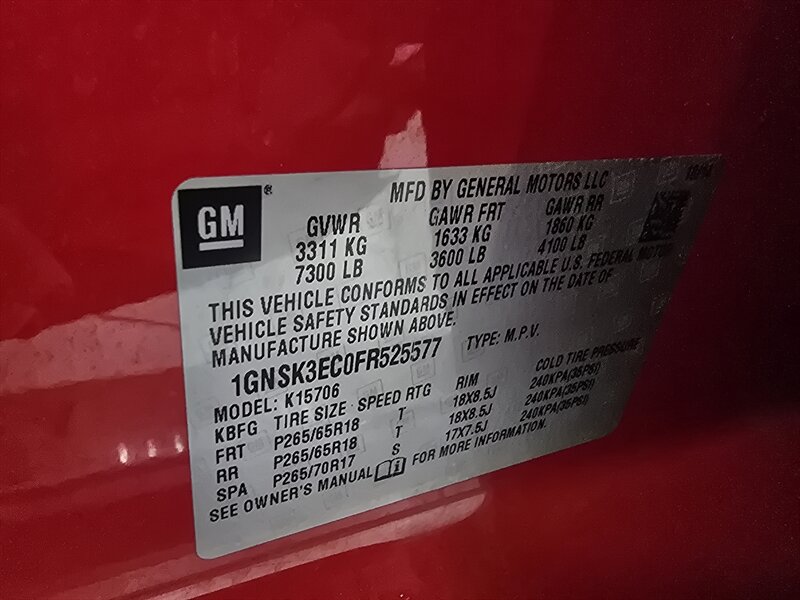 GM®
MFD BY GENERAL MOTORS LLC
GVWR GAWR FRT GAWR RR
3311 KG 1633 KG 1860 KG
7300 LB 3600 LB 4100 LB
THIS VEHICLE CONFORMS TO ALL APPLICABLE U.S. FEDERAL MOTOR
VEHICLE SAFETY STANDARDS IN EFFECT ON THE DATE OF
MANUFACTURE SHOWN ABOVE.
1GNSK3EC0FR525577 TYPE: M.P.V.
MODEL: K15706
KBFG TIRE SIZE SPEED RTG RIM COLD TIRE PRESSURE
FRT P265/65R18 T 18X8.5J 240KPA(35PSI)
RR P265/65R18 T 18X8.5J 240KPA(35PSI)
SPA P265/70R17 S 17X7.5J 240KPA(35PSI)
SEE OWNER'S MANUAL FOR MORE INFORMATION.